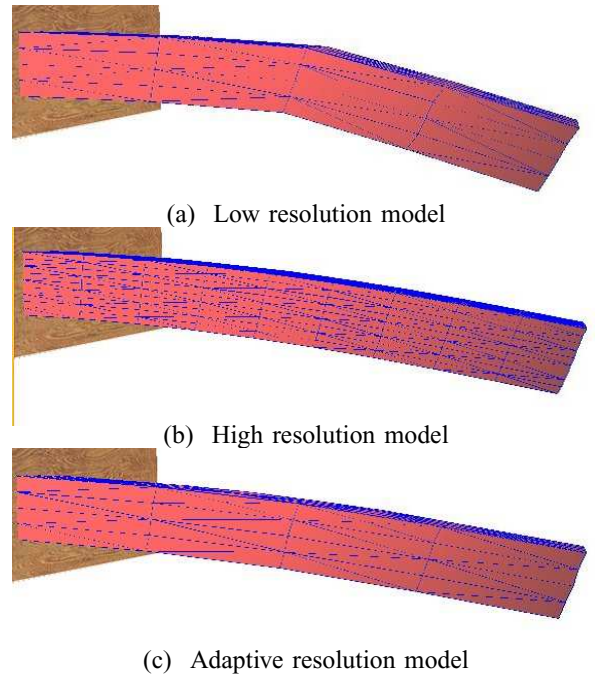 (a) Low resolution model
(b) High resolution model
(c) Adaptive resolution model